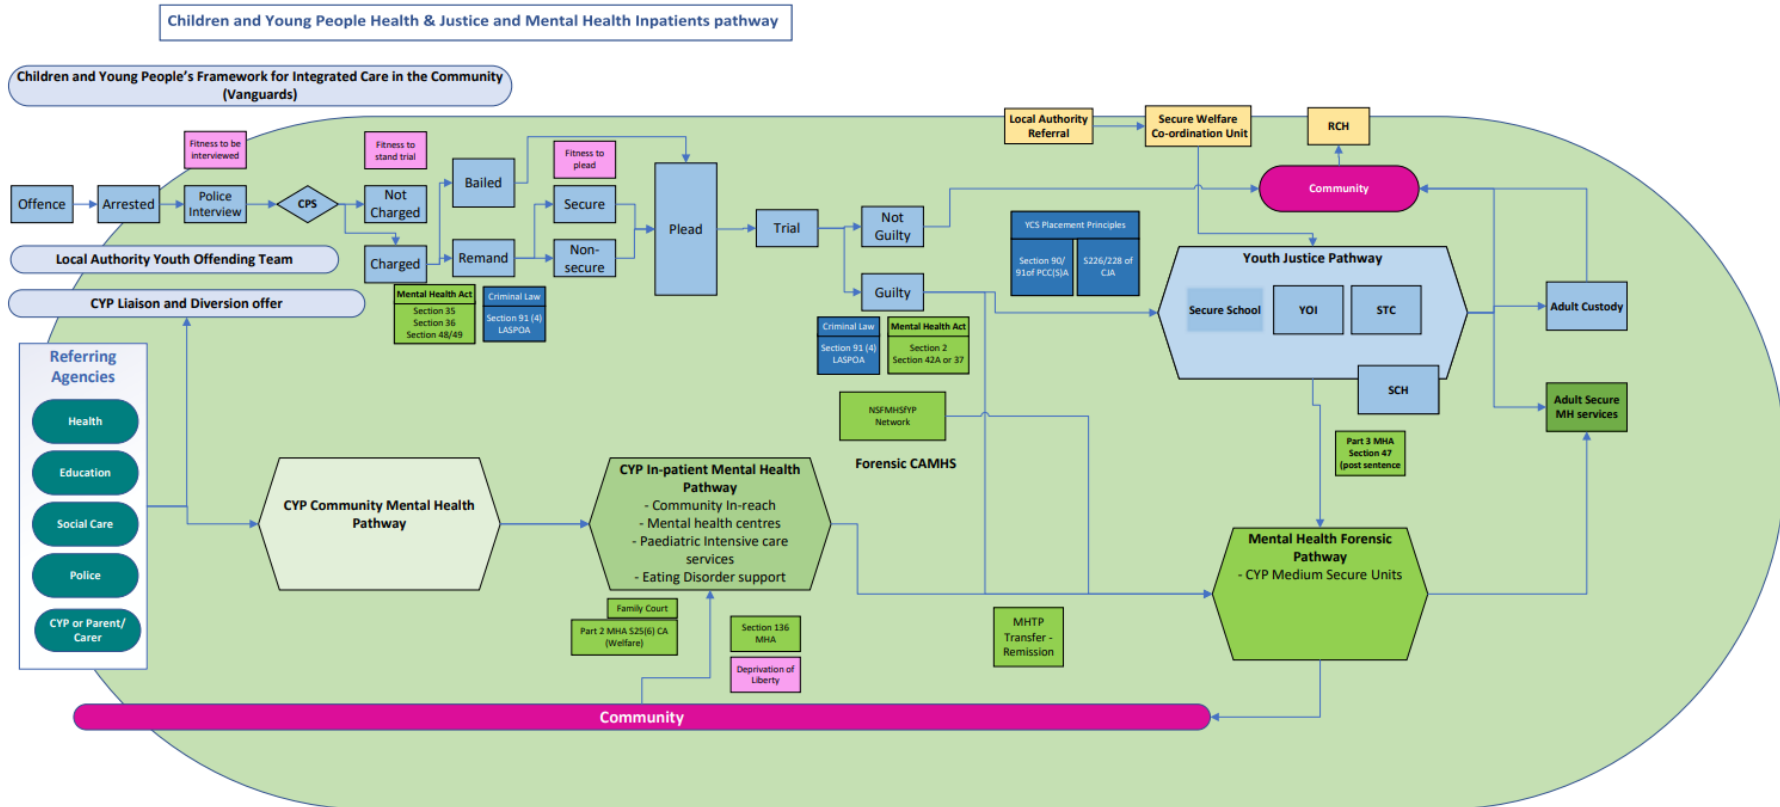 Children and Young People Health & Justice and Mental Health Inpatients pathway
Children and Young People's Framework for Integrated Care in the Community
(Vanguards)
Local Authority
Referral
Secure Welfare
Co-ordination Unit
RCH
Fitness to be
interviewed
Fitness to
stand trial
Fitness to
plead
Offence
Arrested
Police
Interview
CPS
Not
Charged
Charged
Bailed
Remand
Secure
Non-
secure
Plead
Trial
Not
Guilty
Guilty
Community
YCS Placement Principles
Section 90/
91of PCC(S)A
S226/228 of
CJA
Youth Justice Pathway
Secure School
YOI
STC
SCH
Adult Custody
Adult Secure
MH services
Local Authority Youth Offending Team
CYP Liaison and Diversion offer
Mental Health Act
Section 35
Section 36
Section 48/49
Criminal Law
Section 91 (4)
LASPOA
Criminal Law
Section 91 (4)
LASPOA
Mental Health Act
Section 2
Section 42A or 37
Referring
Agencies
Health
Education
Social Care
Police
CYP or Parent/
Carer
NSFMHSfYP
Network
Forensic CAMHS
Part 3 MHA
Section 47
(post sentence
CYP Community Mental Health
Pathway
CYP In-patient Mental Health
Pathway
- Community In-reach
- Mental health centres
- Paediatric Intensive care
services
- Eating Disorder support
Mental Health Forensic
Pathway
- CYP Medium Secure Units
Family Court
Part 2 MHA S25(6) CA
(Welfare)
Section 136
MHA
Deprivation of
Liberty
MHTP
Transfer -
Remission
Community